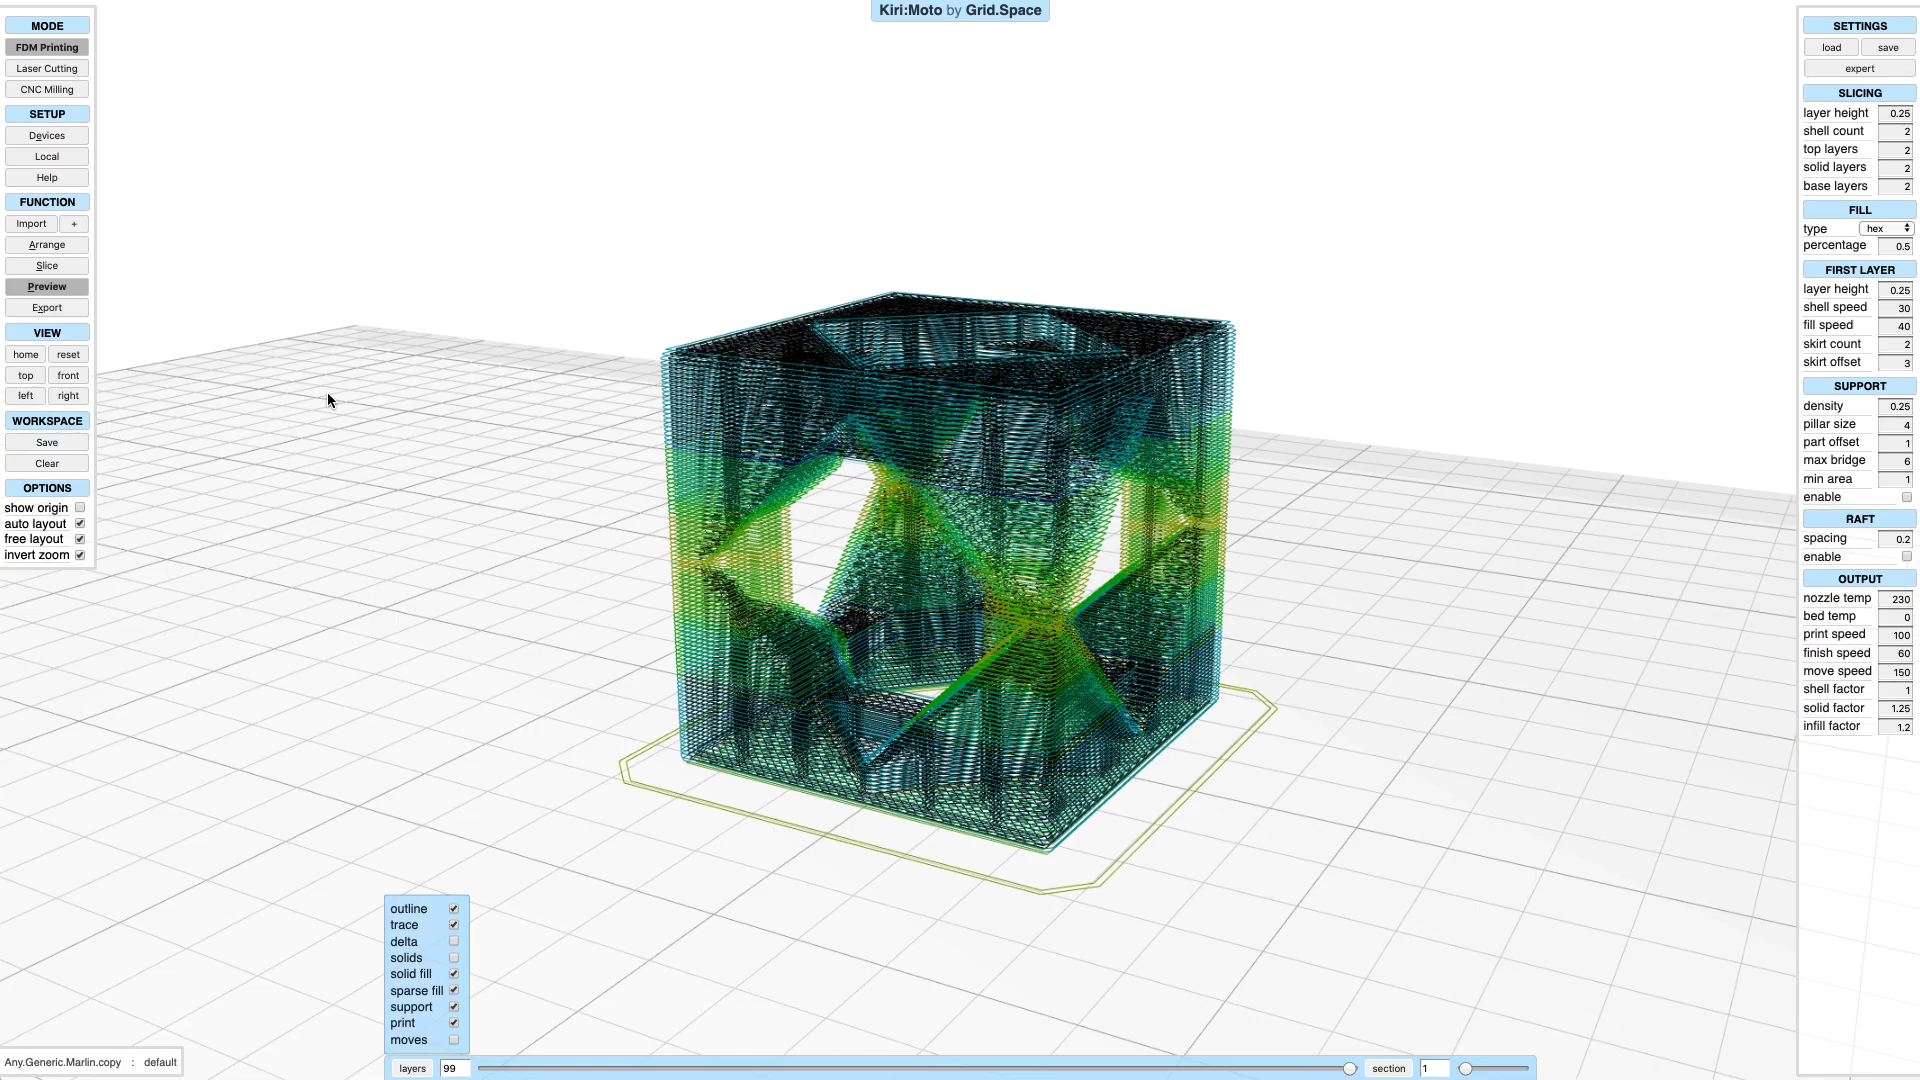 Kiri:Moto by Grid.Space
MODE
FDM Printing
Laser Cutting
CNC Milling
SETUP
Devices
Local
Help
FUNCTION
Import +
Arrange
Slice
Preview
Export
VIEW
home reset
top front
left right
WORKSPACE
Save
Clear
OPTIONS
show origin
auto layout
free layout
invert zoom
SETTINGS
load save
expert
SLICING
layer height 0.25
shell count 2
top layers 2
solid layers 2
base layers 2
FILL
type hex
percentage 0.5
FIRST LAYER
layer height 0.25
shell speed 30
fill speed 40
skirt count 2
skirt offset 3
SUPPORT
density 0.25
pillar size 4
part offset 1
max bridge 6
min area 1
enable
RAFT
spacing 0.2
enable
OUTPUT
nozzle temp 230
bed temp 0
print speed 100
finish speed 60
move speed 150
shell factor 1
solid factor 1.25
infill factor 1.2
outline
trace
delta
solids
solid fill
sparse fill
support
print
moves
Any.Generic.Marlin.copy : default
layers 99 section 1